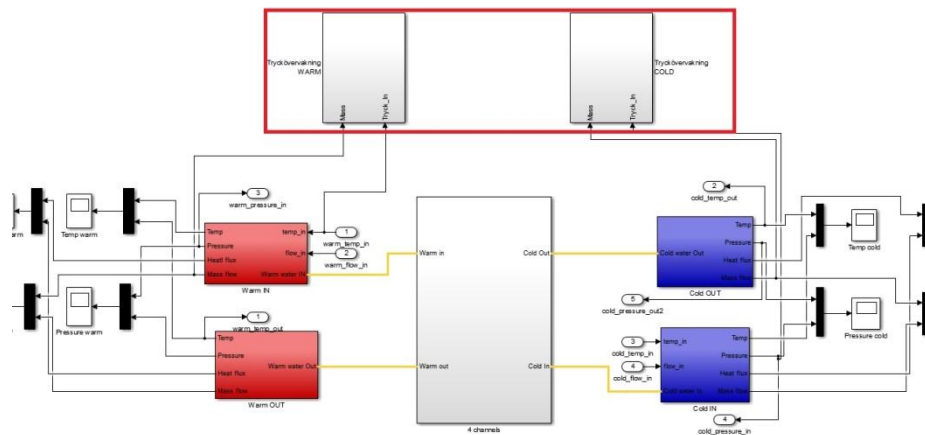 Tryckövervakning
WARM
Mass
Tryck_In
Tryckövervakning
COLD
Mass
Tryck_In
3
warm_pressure_in
Temp warm
Temp
Pressure
Heat flux
Mass flow
temp_in
flow_in
Warm water IN
Warm IN
1
warm_temp_in
2
warm_flow_in
Pressure warm
1
warm_temp_out
Temp
Pressure
Heat flux
Mass flow
Warm water Out
Warm OUT
Warm in
Warm out
Cold Out
Cold In
4 channels
2
cold_temp_out
Cold water Out
Temp
Pressure
Heat flux
Mass flow
Cold OUT
5
cold_pressure_out2
Temp cold
Pressure cold
3
cold_temp_in
4
cold_flow_in
temp_in
flow_in
Cold water IN
Temp
Pressure
Heat flux
Mass flow
Cold IN
4
cold_pressure_in